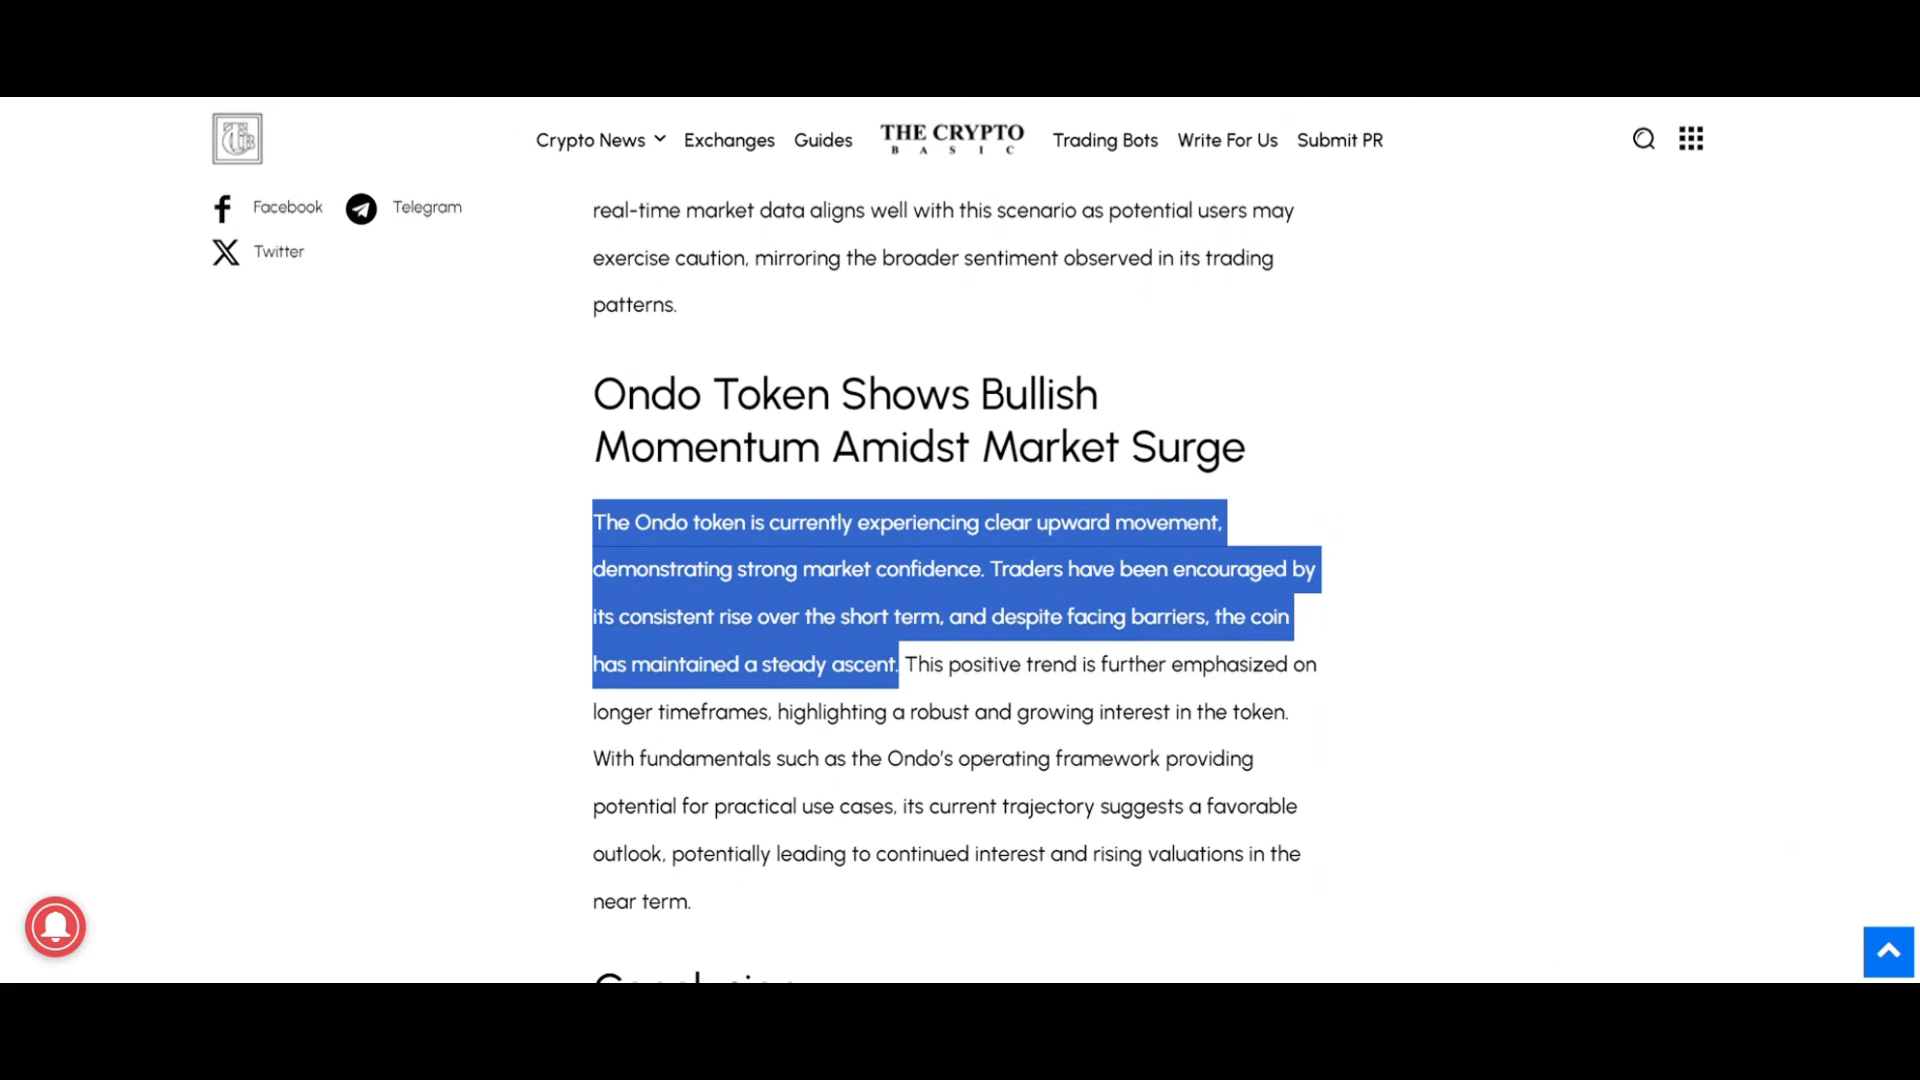 Crypto News Exchanges Guides THE CRYPTO BASIC Trading Bots Write For Us Submit PR
Facebook Telegram
Twitter
real-time market data aligns well with this scenario as potential users may
exercise caution, mirroring the broader sentiment observed in its trading
patterns.
Ondo Token Shows Bullish
Momentum Amidst Market Surge
The Ondo token is currently experiencing clear upward movement,
demonstrating strong market confidence. Traders have been encouraged by
its consistent rise over the short term, and despite facing barriers, the coin
has maintained a steady ascent. This positive trend is further emphasized on
longer timeframes, highlighting a robust and growing interest in the token.
With fundamentals such as the Ondo's operating framework providing
potential for practical use cases, its current trajectory suggests a favorable
outlook, potentially leading to continued interest and rising valuations in the
near term.